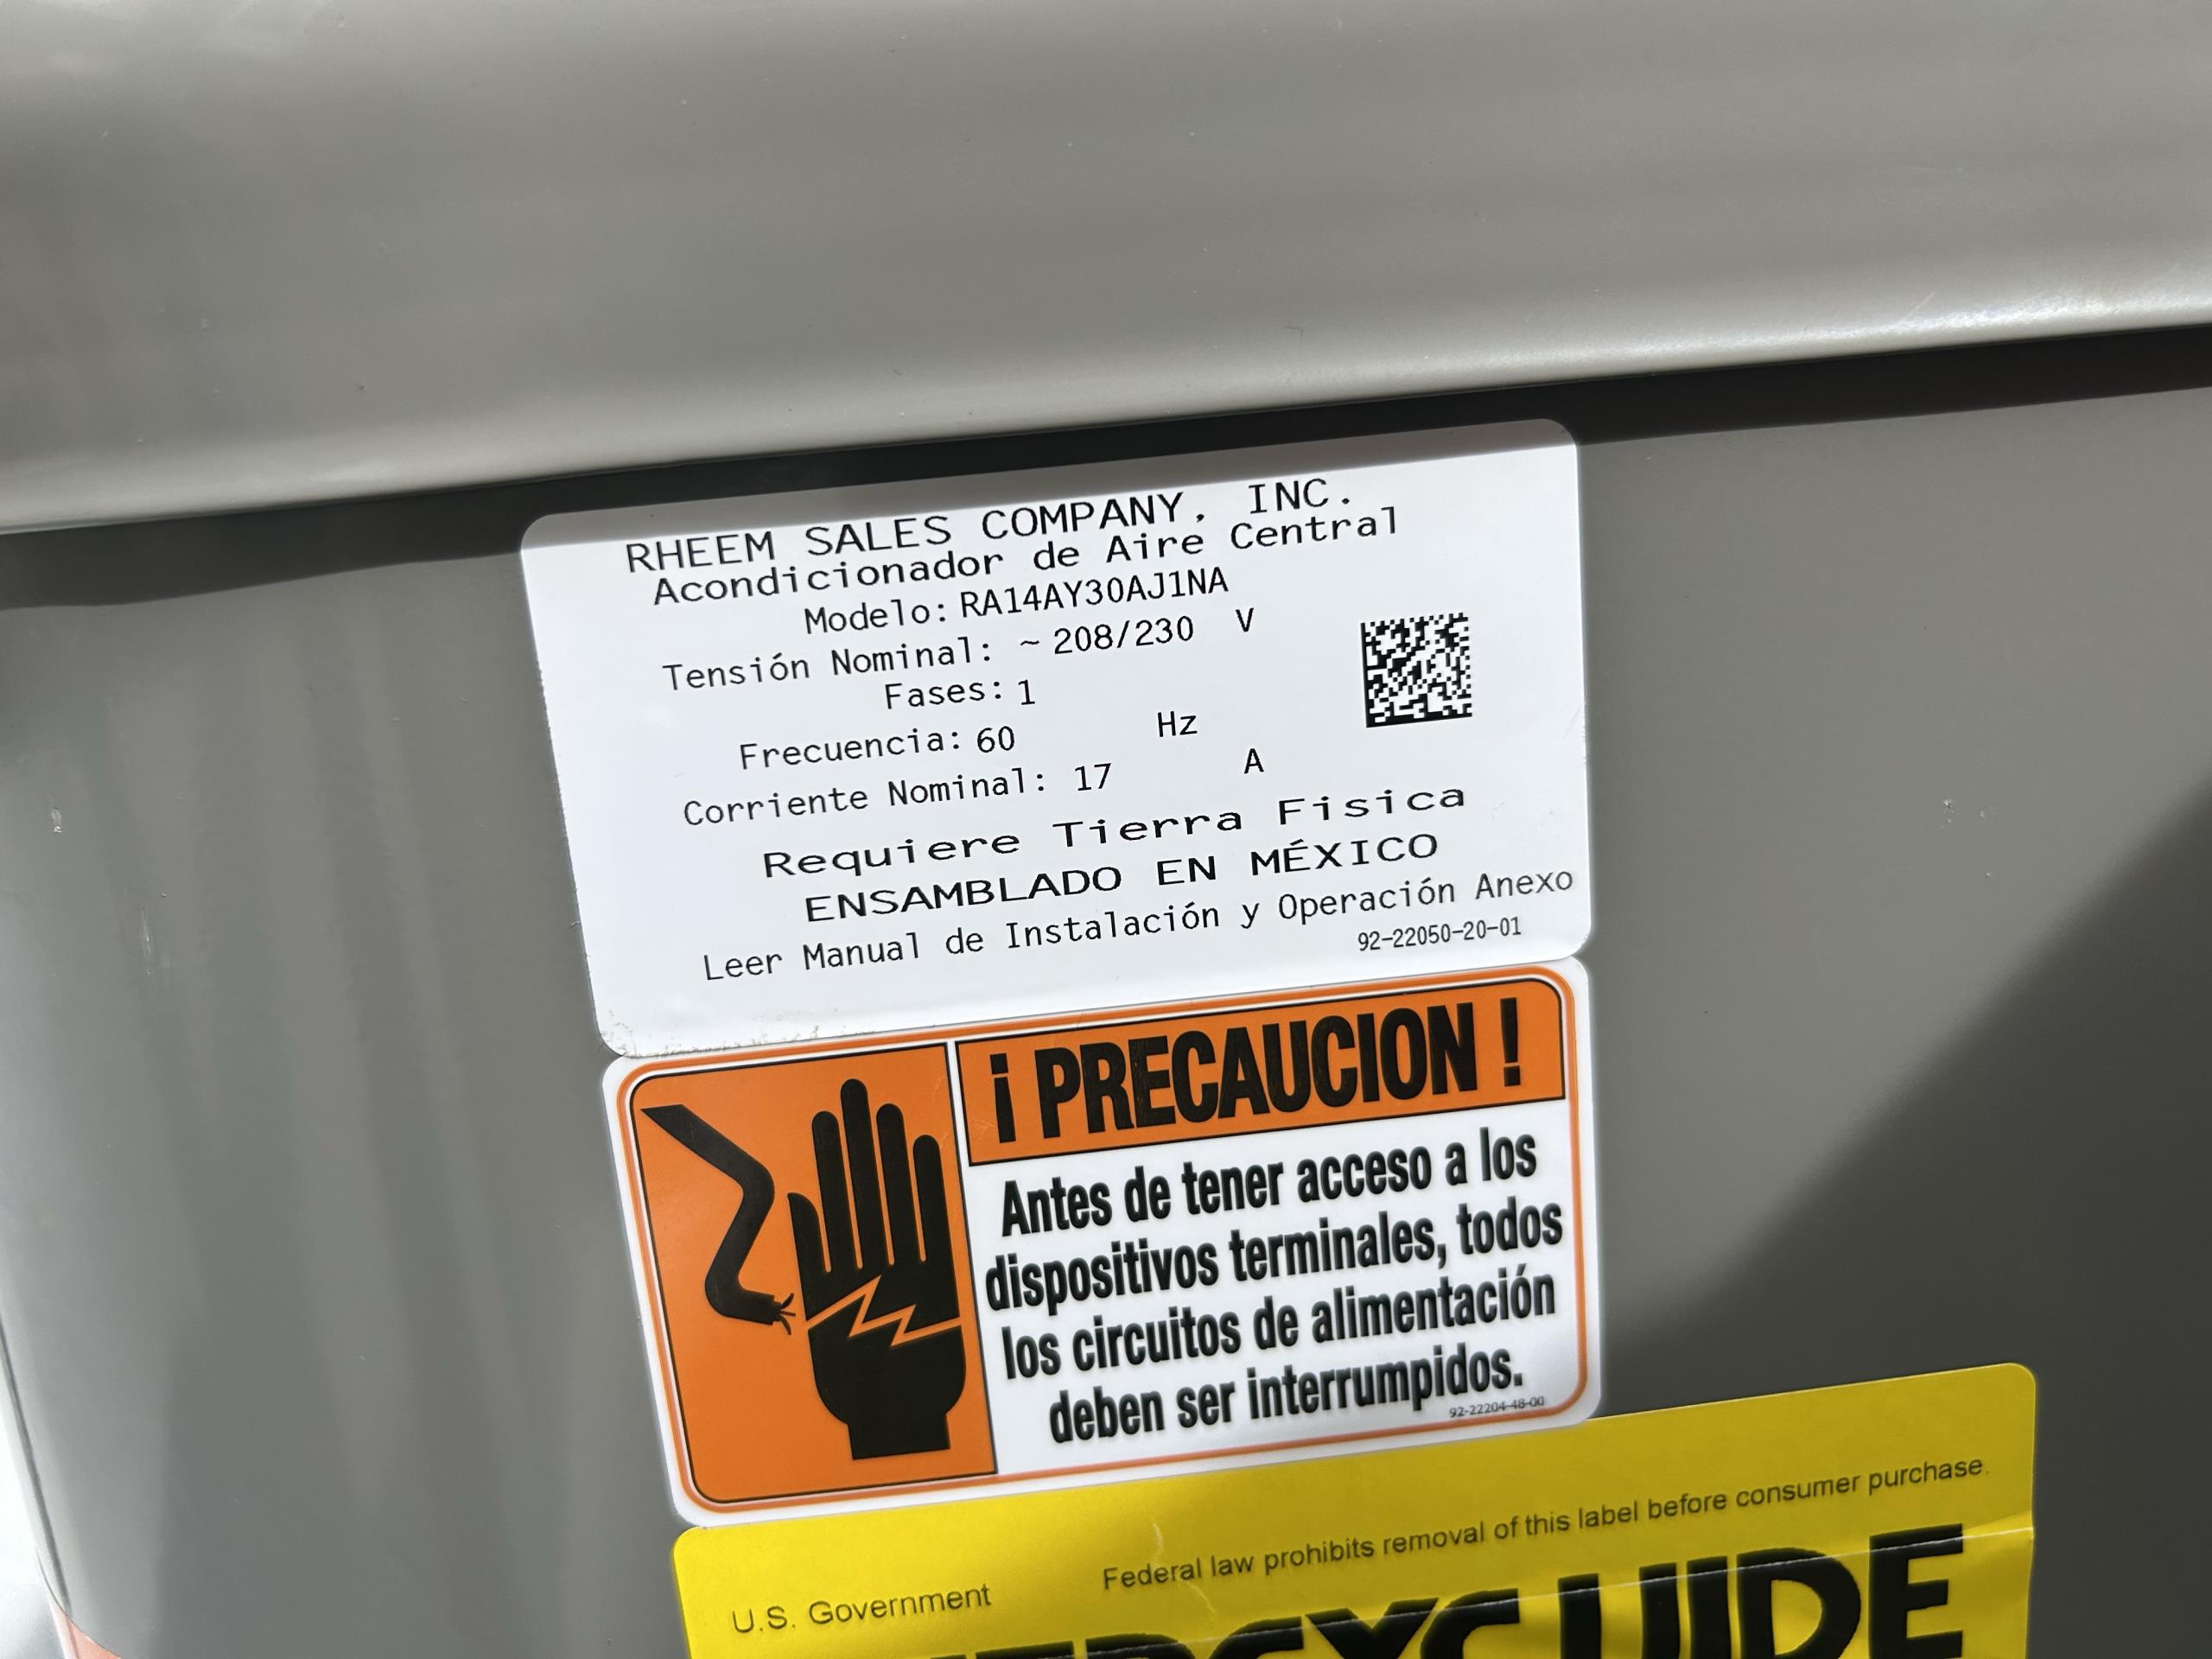 RHEEM SALES COMPANY, INC.
Acondicionador de Aire Central
Modelo: RA14AY30AJ1NA
Tensión Nominal: ~ 208/230 V
Fases: 1
Frecuencia: 60 Hz
Corriente Nominal: 17 A
Requiere Tierra Fisica
ENSAMBLADO EN MÉXICO
Leer Manual de Instalación y Operación Anexo
92-22050-20-01
¡ PRECAUCION !
Antes de tener acceso a los
dispositivos terminales, todos
los circuitos de alimentación
deben ser interrumpidos.
92-22204-48-00
U.S. Government Federal law prohibits removal of this label before consumer purchase.